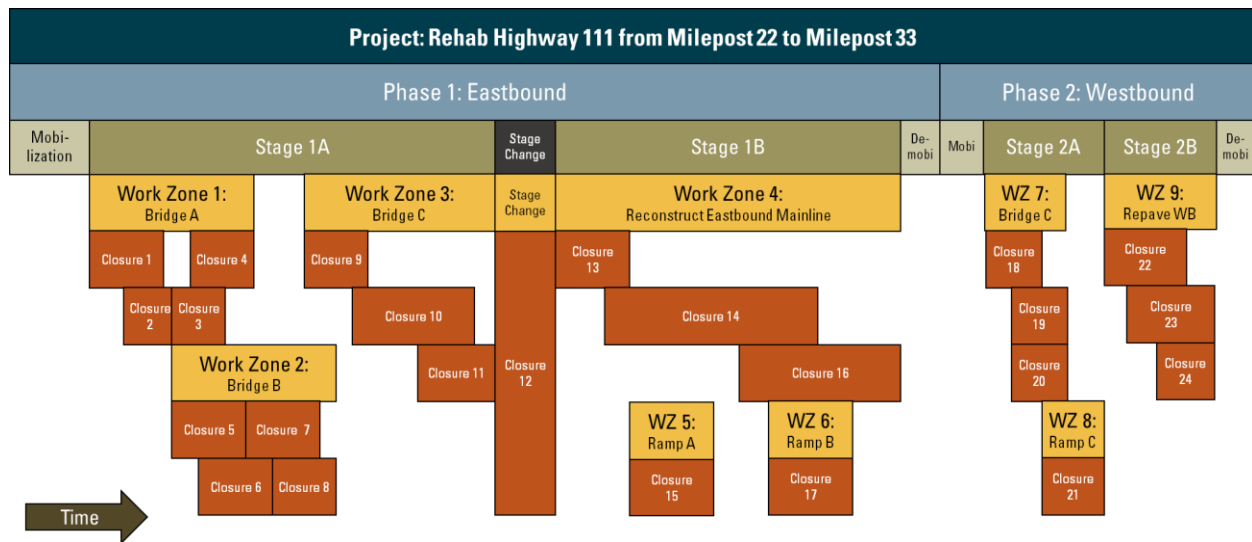 Project: Rehab Highway 111 from Milepost 22 to Milepost 33
Phase 1: Eastbound
Phase 2: Westbound
Mobi-
lization
Stage 1A
Stage
Change
Stage 1B
De-
mobi
Mobi
Stage 2A
Stage 2B
De-
mobi
Work Zone 1:
Bridge A
Work Zone 3:
Bridge C
Stage
Change
Work Zone 4:
Reconstruct Eastbound Mainline
WZ 7:
Bridge C
WZ 9:
Repave WB
Closure 1
Closure 4
Closure 9
Closure
13
Closure
18
Closure
22
Closure
2
Closure
3
Closure 10
Closure 14
Closure
19
Closure
23
Work Zone 2:
Bridge B
Closure 11
Closure
12
Closure 16
Closure
20
Closure
24
Closure 5
Closure 7
WZ 5:
Ramp A
WZ 6:
Ramp B
WZ 8:
Ramp C
Closure 6
Closure 8
Closure
15
Closure
17
Closure
21
Time